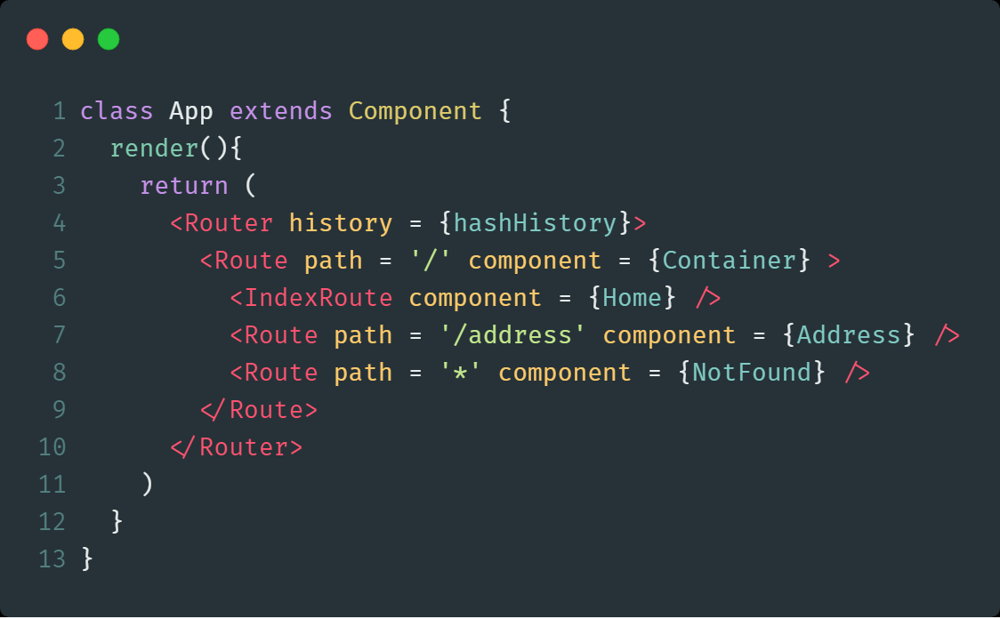 1 class App extends Component {
2   render(){
3     return (
4       <Router history = {hashHistory}>
5         <Route path = '/' component = {Container} >
6           <IndexRoute component = {Home} />
7           <Route path = '/address' component = {Address} />
8           <Route path = '*' component = {NotFound} />
9         </Route>
10       </Router>
11     )
12   }
13 }